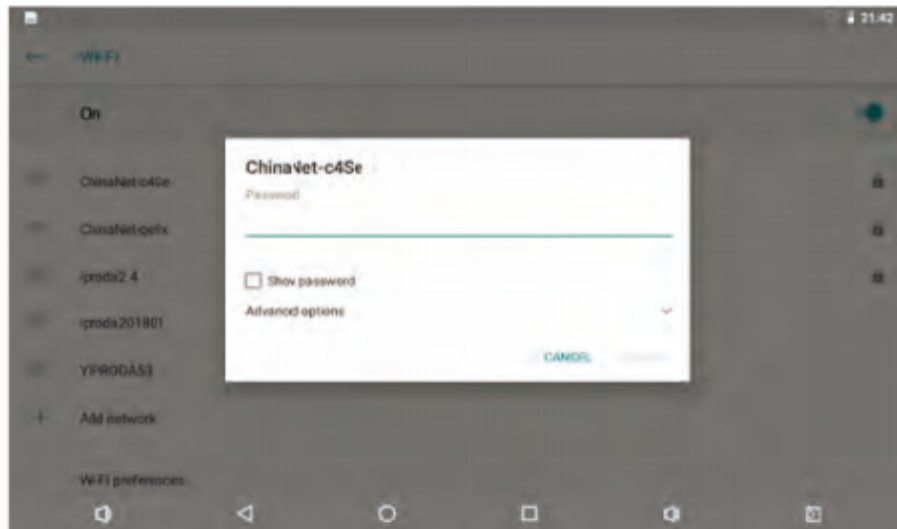 21:42
Wi-Fi
On
ChinaNet-c4Se
Password
Show password
Advanced options
CANCEL
ChinaNet-c4Se
ChinaNet-qefx
iproda2.4
iproda201801
YIPRODA53
Add network
Wi-Fi preferences